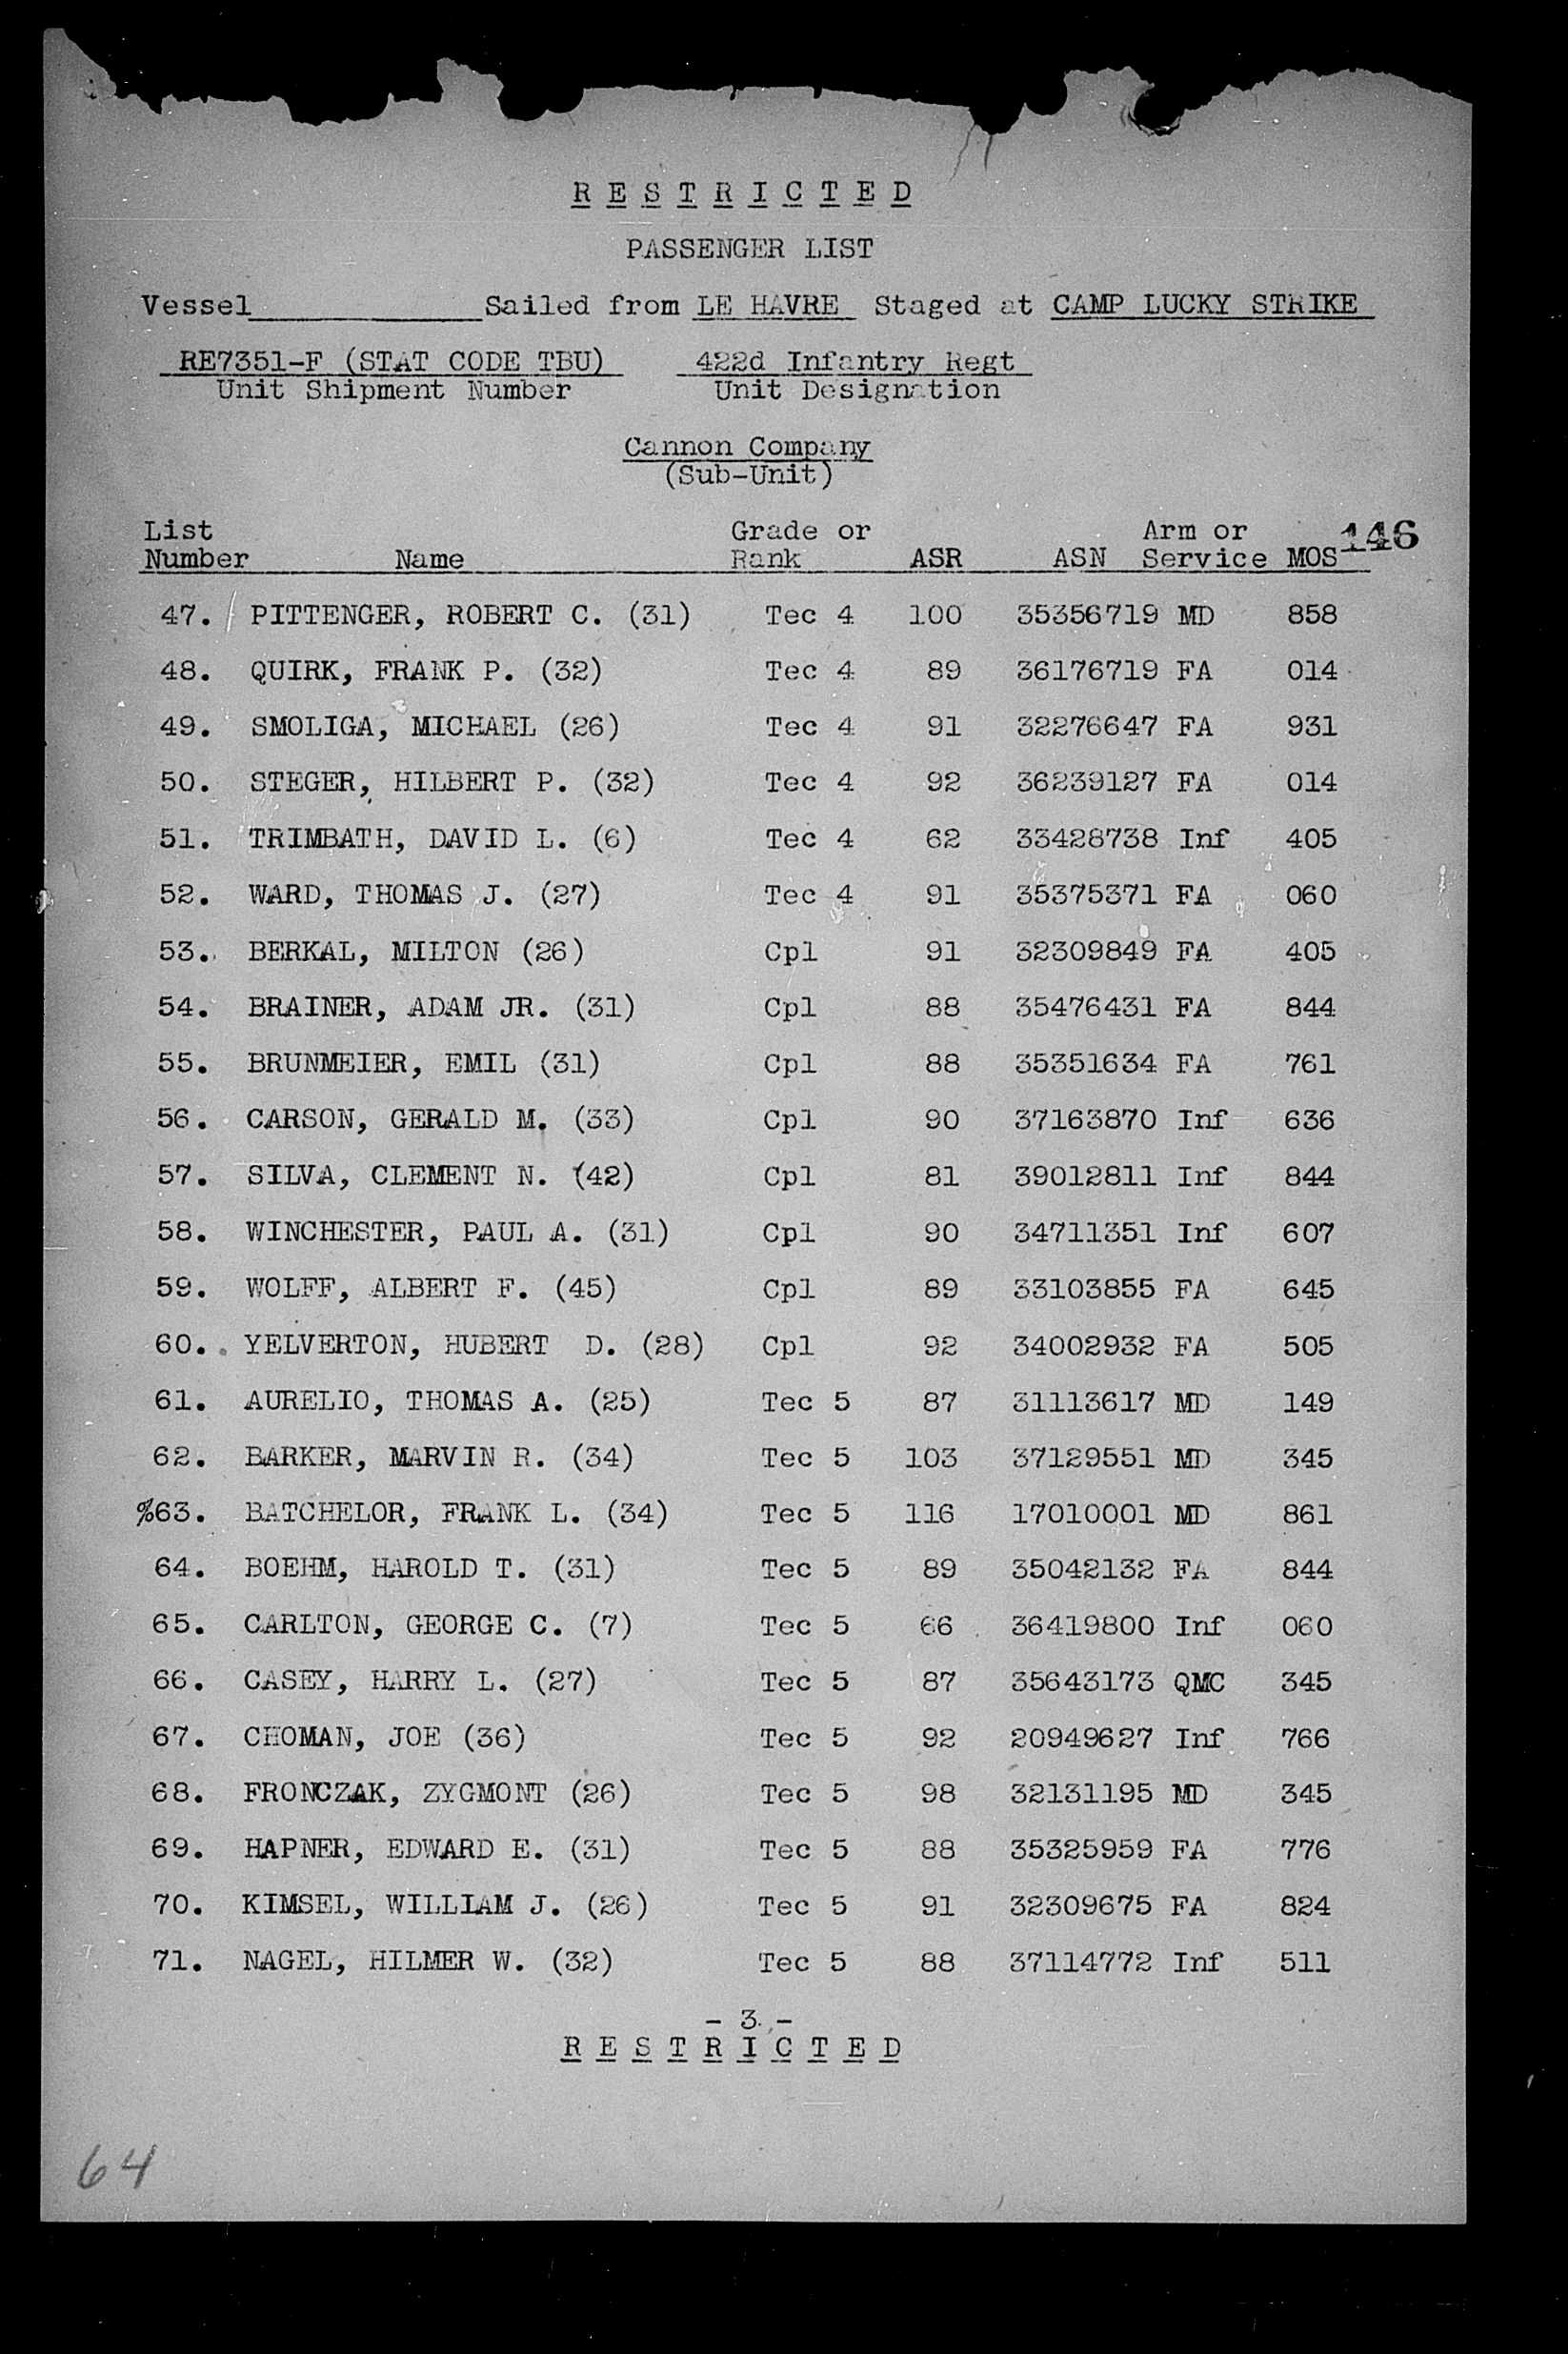 RESTRICTED
PASSENGER LIST
Vessel____________Sailed from LE HAVRE Staged at CAMP LUCKY STRIKE
RE7351-F (STAT CODE TBU) 422d Infantry Regt
Unit Shipment Number Unit Designation
Cannon Company
(Sub-Unit)
List Grade or Arm or 146
Number Name Rank ASR ASN Service MOS
47. PITTENGER, ROBERT C. (31) Tec 4 100 35356719 MD 858
48. QUIRK, FRANK P. (32) Tec 4 89 36176719 FA 014
49. SMOLIGA, MICHAEL (26) Tec 4 91 32276647 FA 931
50. STEGER, HILBERT P. (32) Tec 4 92 36239127 FA 014
51. TRIMBATH, DAVID L. (6) Tec 4 62 33428738 Inf 405
52. WARD, THOMAS J. (27) Tec 4 91 35375371 FA 060
53. BERKAL, MILTON (26) Cpl 91 32309849 FA 405
54. BRAINER, ADAM JR. (31) Cpl 88 35476431 FA 844
55. BRUNMEIER, EMIL (31) Cpl 88 35351634 FA 761
56. CARSON, GERALD M. (33) Cpl 90 37163870 Inf 636
57. SILVA, CLEMENT N. (42) Cpl 81 39012811 Inf 844
58. WINCHESTER, PAUL A. (31) Cpl 90 34711351 Inf 607
59. WOLFF, ALBERT F. (45) Cpl 89 33103855 FA 645
60. YELVERTON, HUBERT D. (28) Cpl 92 34002932 FA 505
61. AURELIO, THOMAS A. (25) Tec 5 87 31113617 MD 149
62. BARKER, MARVIN R. (34) Tec 5 103 37129551 MD 345
%63. BATCHELOR, FRANK L. (34) Tec 5 116 17010001 MD 861
64. BOEHM, HAROLD T. (31) Tec 5 89 35042132 FA 844
65. CARLTON, GEORGE C. (7) Tec 5 66 36419800 Inf 060
66. CASEY, HARRY L. (27) Tec 5 87 35643173 QMC 345
67. CHOMAN, JOE (36) Tec 5 92 20949627 Inf 766
68. FRONCZAK, ZYGMONT (26) Tec 5 98 32131195 MD 345
69. HAPNER, EDWARD E. (31) Tec 5 88 35325959 FA 776
70. KIMSEL, WILLIAM J. (26) Tec 5 91 32309675 FA 824
71. NAGEL, HILMER W. (32) Tec 5 88 37114772 Inf 511
- 3 -
RESTRICTED
64